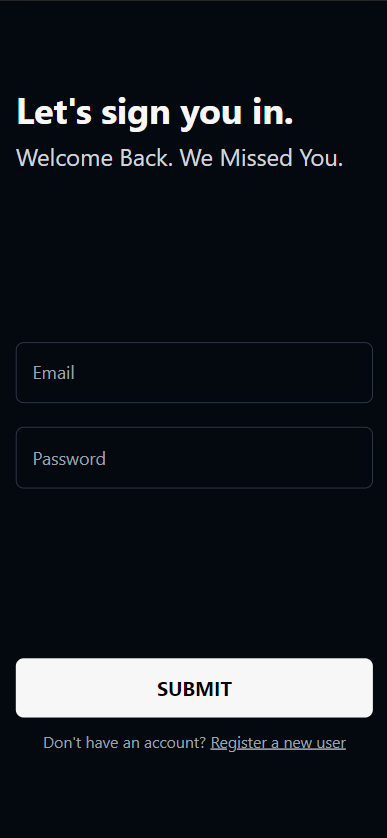 Let's sign you in.
Welcome Back. We Missed You.
Email
Password
SUBMIT
Don't have an account? Register a new user